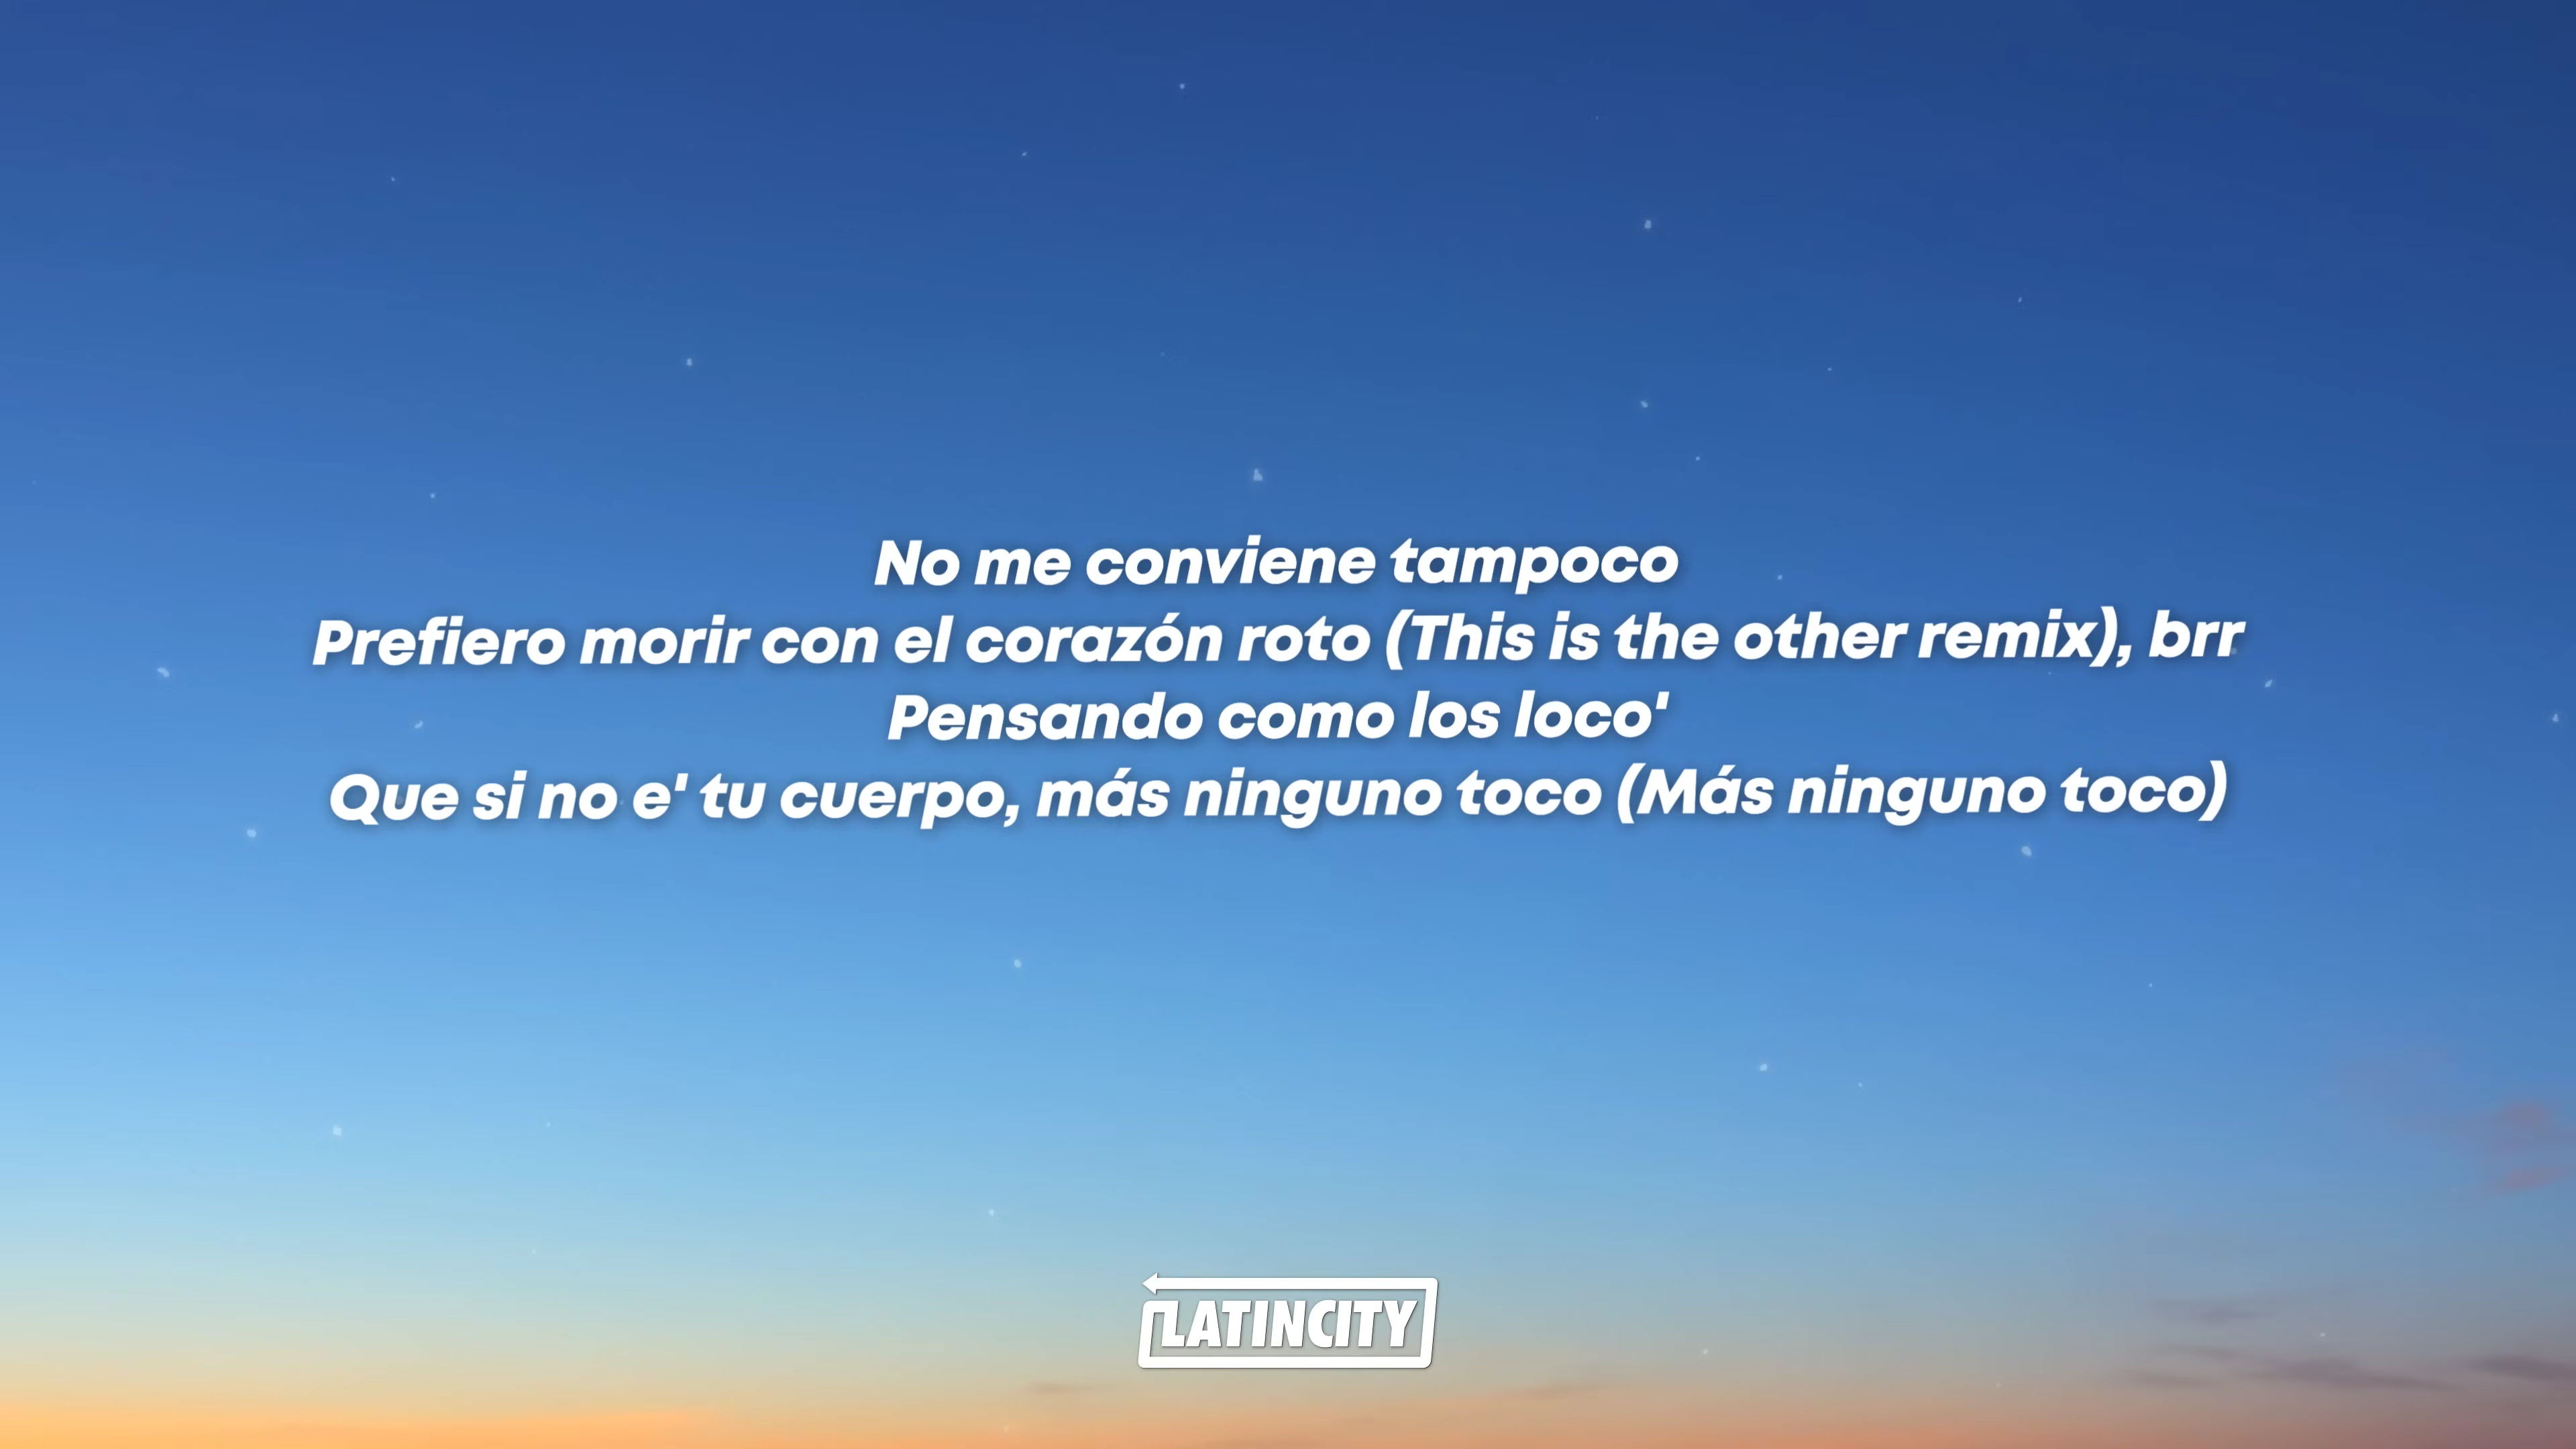 No me conviene tampoco
Prefiero morir con el corazón roto (This is the other remix), brr
Pensando como los loco'
Que si no e' tu cuerpo, más ninguno toco (Más ninguno toco)
LATINCITY